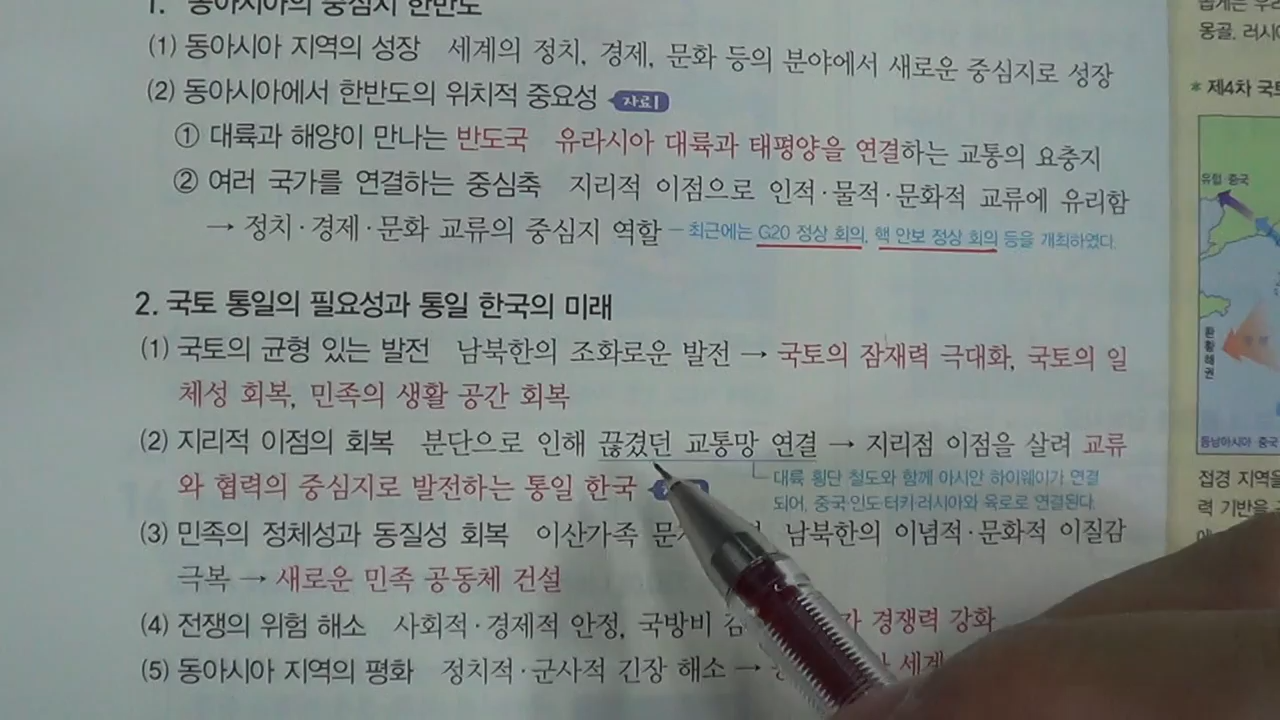 1. 동아시아의 중심지 한반도
(1) 동아시아 지역의 성장 세계의 정치, 경제, 문화 등의 분야에서 새로운 중심지로 성장
(2) 동아시아에서 한반도의 위치적 중요성 자료1
① 대륙과 해양이 만나는 반도국 유라시아 대륙과 태평양을 연결하는 교통의 요충지
② 여러 국가를 연결하는 중심축 지리적 이점으로 인적·물적·문화적 교류에 유리함
→ 정치·경제·문화 교류의 중심지 역할 - 최근에는 G20 정상 회의, 핵 안보 정상 회의 등을 개최하였다.
2. 국토 통일의 필요성과 통일 한국의 미래
(1) 국토의 균형 있는 발전 남북한의 조화로운 발전 → 국토의 잠재력 극대화, 국토의 일
체성 회복, 민족의 생활 공간 회복
(2) 지리적 이점의 회복 분단으로 인해 끊겼던 교통망 연결 → 지리점 이점을 살려 교류
와 협력의 중심지로 발전하는 통일 한국
대륙 횡단 철도와 함께 아시안 하이웨이가 연결
되어, 중국·인도·터키·러시아와 육로로 연결된다.
(3) 민족의 정체성과 동질성 회복 이산가족 남북한의 이념적·문화적 이질감
극복 → 새로운 민족 공동체 건설
(4) 전쟁의 위험 해소 사회적·경제적 안정, 국방비 경쟁력 강화
(5) 동아시아 지역의 평화 정치적·군사적 긴장 해소 → 세계
몽골, 러시
* 제4차 국토
유럽·중국
환황해권
동남아시아·중국
접경 지역을
력 기반을